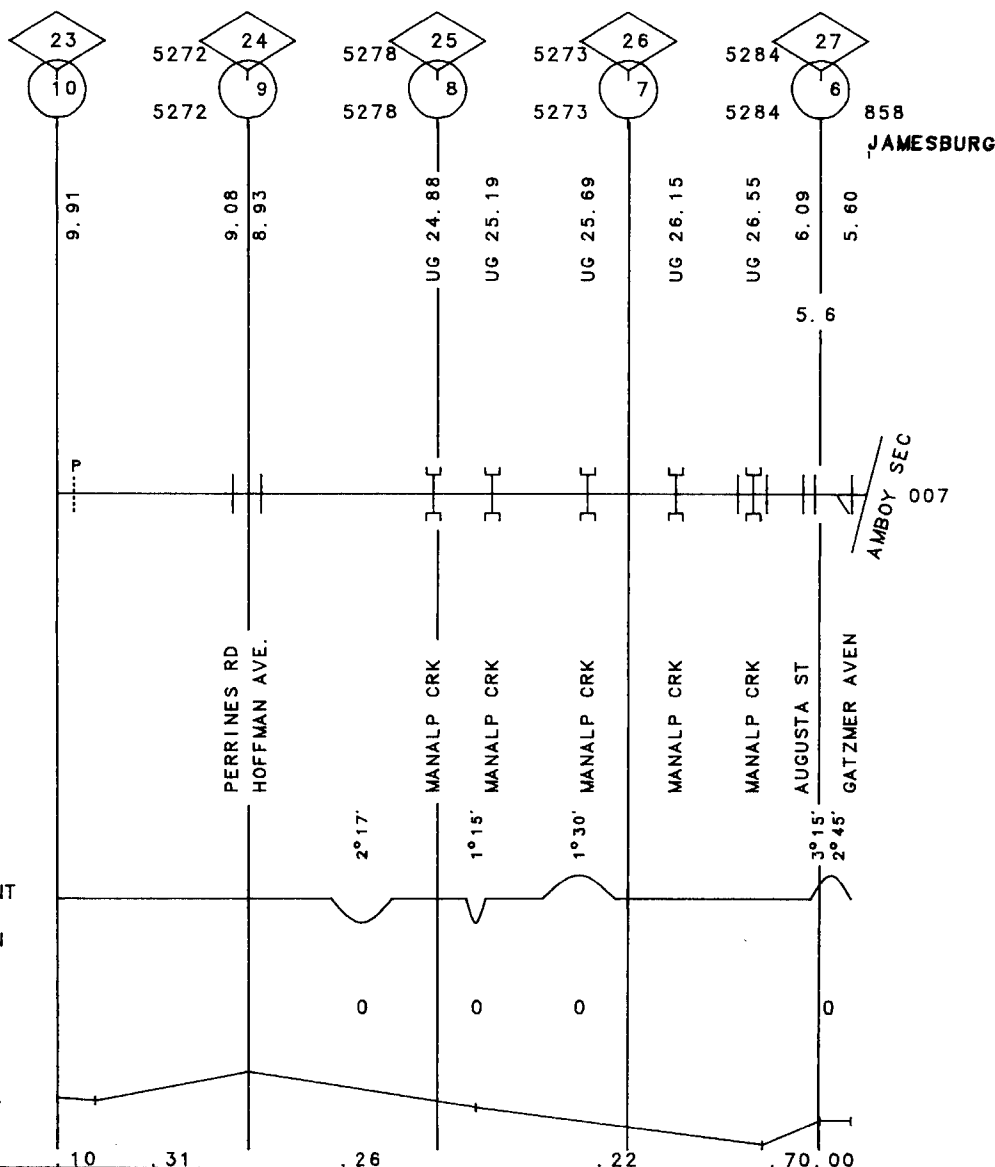 23 24 25 26 27
5272 5278 5273 5284
10 9 8 7 6
5272 5278 5273 5284 858
JAMESBURG
9.91
9.08
8.93
UG 24.88
UG 25.19
UG 25.69
UG 26.15
UG 26.55
6.09
5.60
5.6
P
AMBOY SEC
007
PERRINES RD
HOFFMAN AVE.
MANALP CRK
MANALP CRK
MANALP CRK
MANALP CRK
MANALP CRK
AUGUSTA ST
GATZMER AVEN
2°17'
1°15'
1°30'
3°15'
2°45'
NT
N
0 0 0 0
.10 .31 .26 .22 .70.00